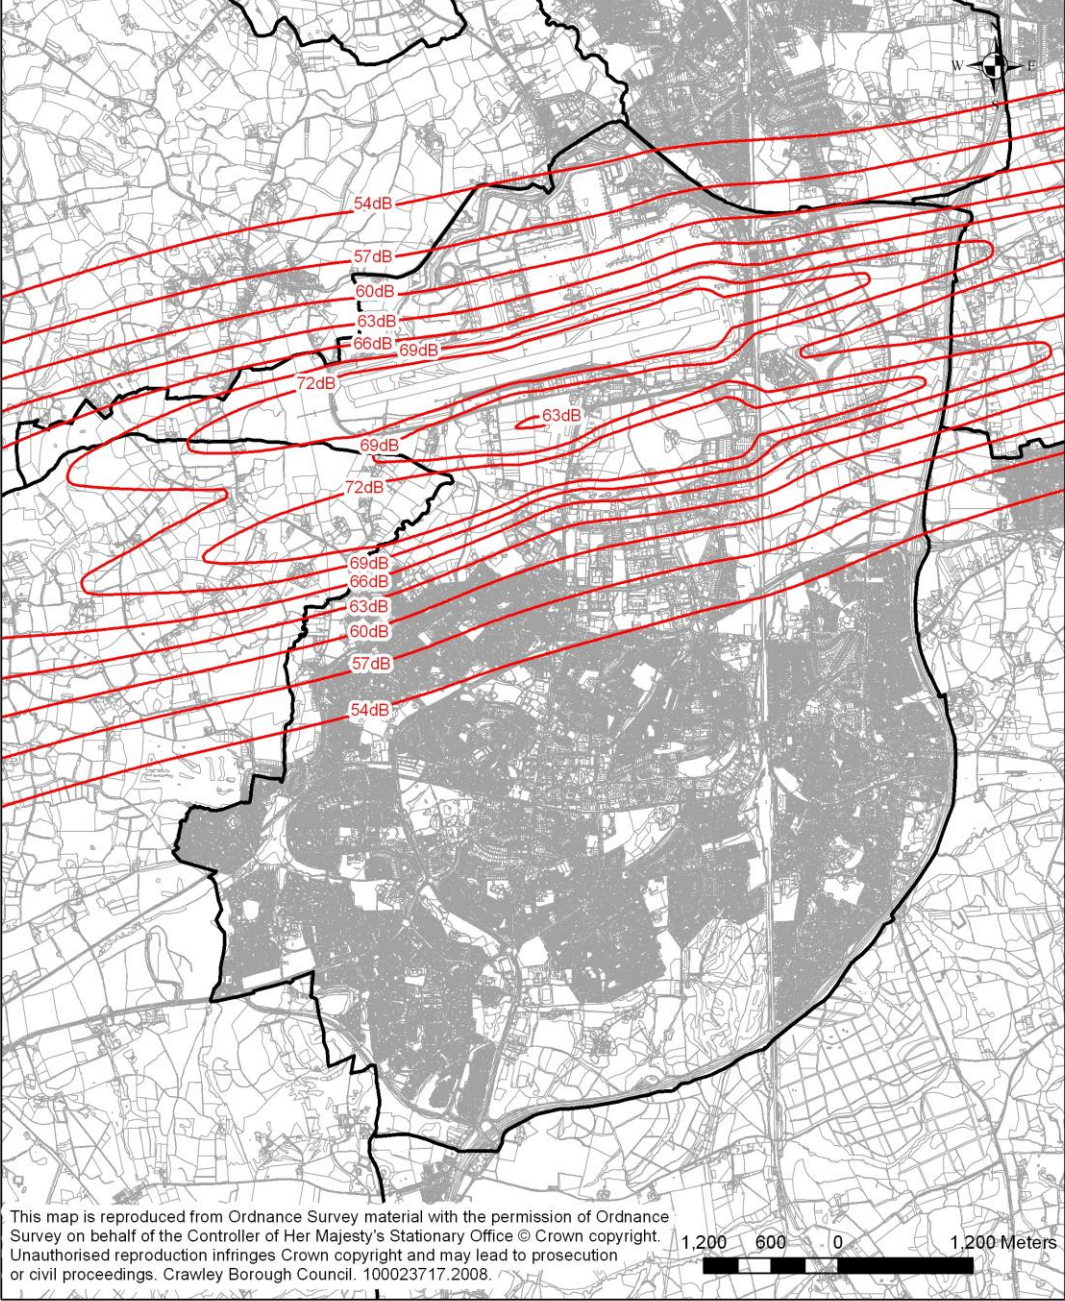 W E
54dB
57dB
60dB
63dB
66dB
69dB
72dB
63dB
69dB
72dB
69dB
66dB
63dB
60dB
57dB
54dB
This map is reproduced from Ordnance Survey material with the permission of Ordnance
Survey on behalf of the Controller of Her Majesty's Stationary Office © Crown copyright.
Unauthorised reproduction infringes Crown copyright and may lead to prosecution
or civil proceedings. Crawley Borough Council. 100023717.2008.
1,200 600 0 1,200 Meters